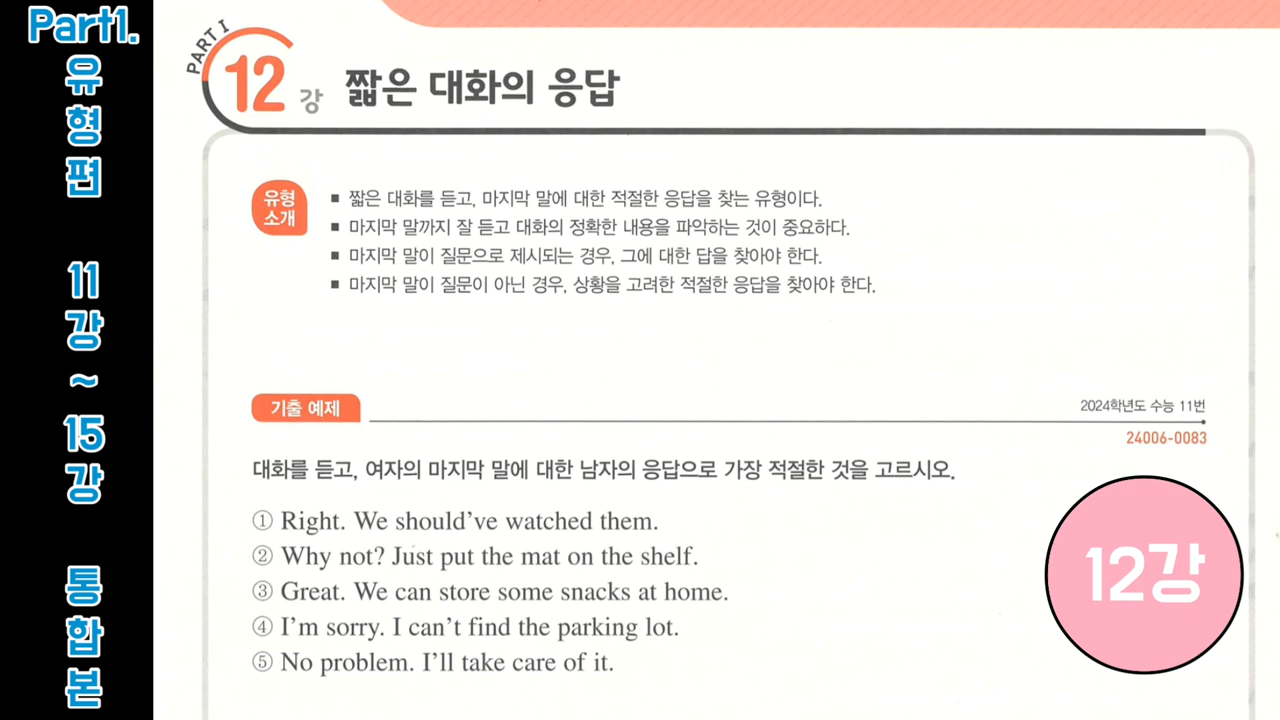 Part1.
유
형
편
11
강
~
15
강
통
합
본
PART I
12 강 짧은 대화의 응답
유형
소개
■ 짧은 대화를 듣고, 마지막 말에 대한 적절한 응답을 찾는 유형이다.
■ 마지막 말까지 잘 듣고 대화의 정확한 내용을 파악하는 것이 중요하다.
■ 마지막 말이 질문으로 제시되는 경우, 그에 대한 답을 찾아야 한다.
■ 마지막 말이 질문이 아닌 경우, 상황을 고려한 적절한 응답을 찾아야 한다.
기출 예제
2024학년도 수능 11번
24006-0083
대화를 듣고, 여자의 마지막 말에 대한 남자의 응답으로 가장 적절한 것을 고르시오.
① Right. We should've watched them.
② Why not? Just put the mat on the shelf.
③ Great. We can store some snacks at home.
④ I'm sorry. I can't find the parking lot.
⑤ No problem. I'll take care of it.
12강